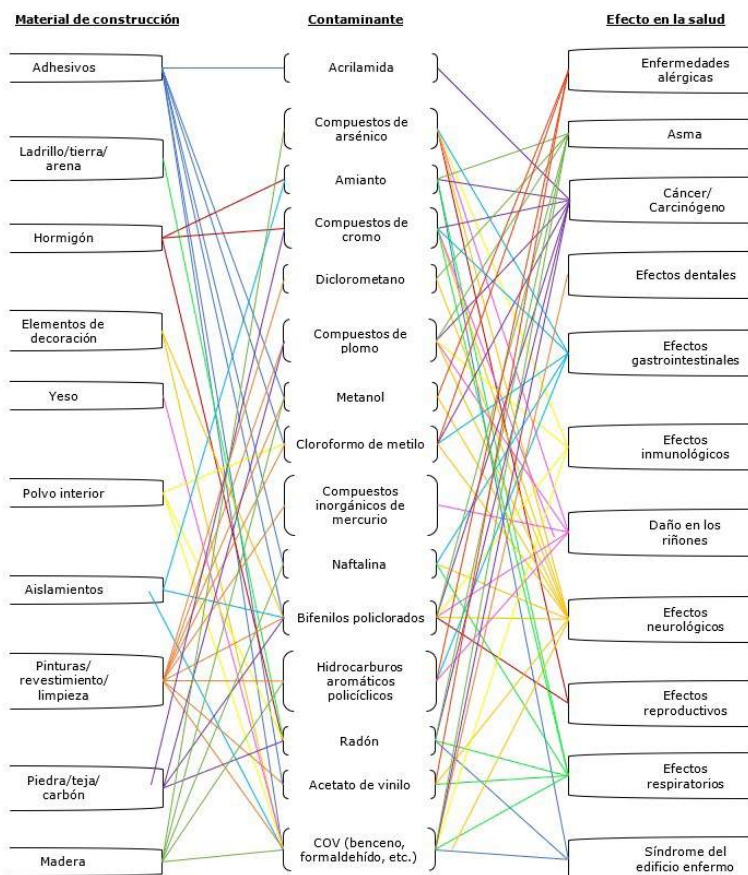 Material de construcción
Adhesivos
Ladrillo/tierra/
arena
Hormigón
Elementos de
decoración
Yeso
Polvo interior
Aislamientos
Pinturas/
revestimiento/
limpieza
Piedra/teja/
carbón
Madera
Contaminante
Acrilamida
Compuestos de
arsénico
Amianto
Compuestos de
cromo
Diclorometano
Compuestos de
plomo
Metanol
Cloroformo de metilo
Compuestos
inorgánicos de
mercurio
Naftalina
Bifenilos policlorados
Hidrocarburos
aromáticos
policíclicos
Radón
Acetato de vinilo
COV (benceno,
formaldehído, etc.)
Efecto en la salud
Enfermedades
alérgicas
Asma
Cáncer/
Carcinógeno
Efectos dentales
Efectos
gastrointestinales
Efectos
inmunológicos
Daño en los
riñones
Efectos
neurológicos
Efectos
reproductivos
Efectos
respiratorios
Síndrome del
edificio enfermo